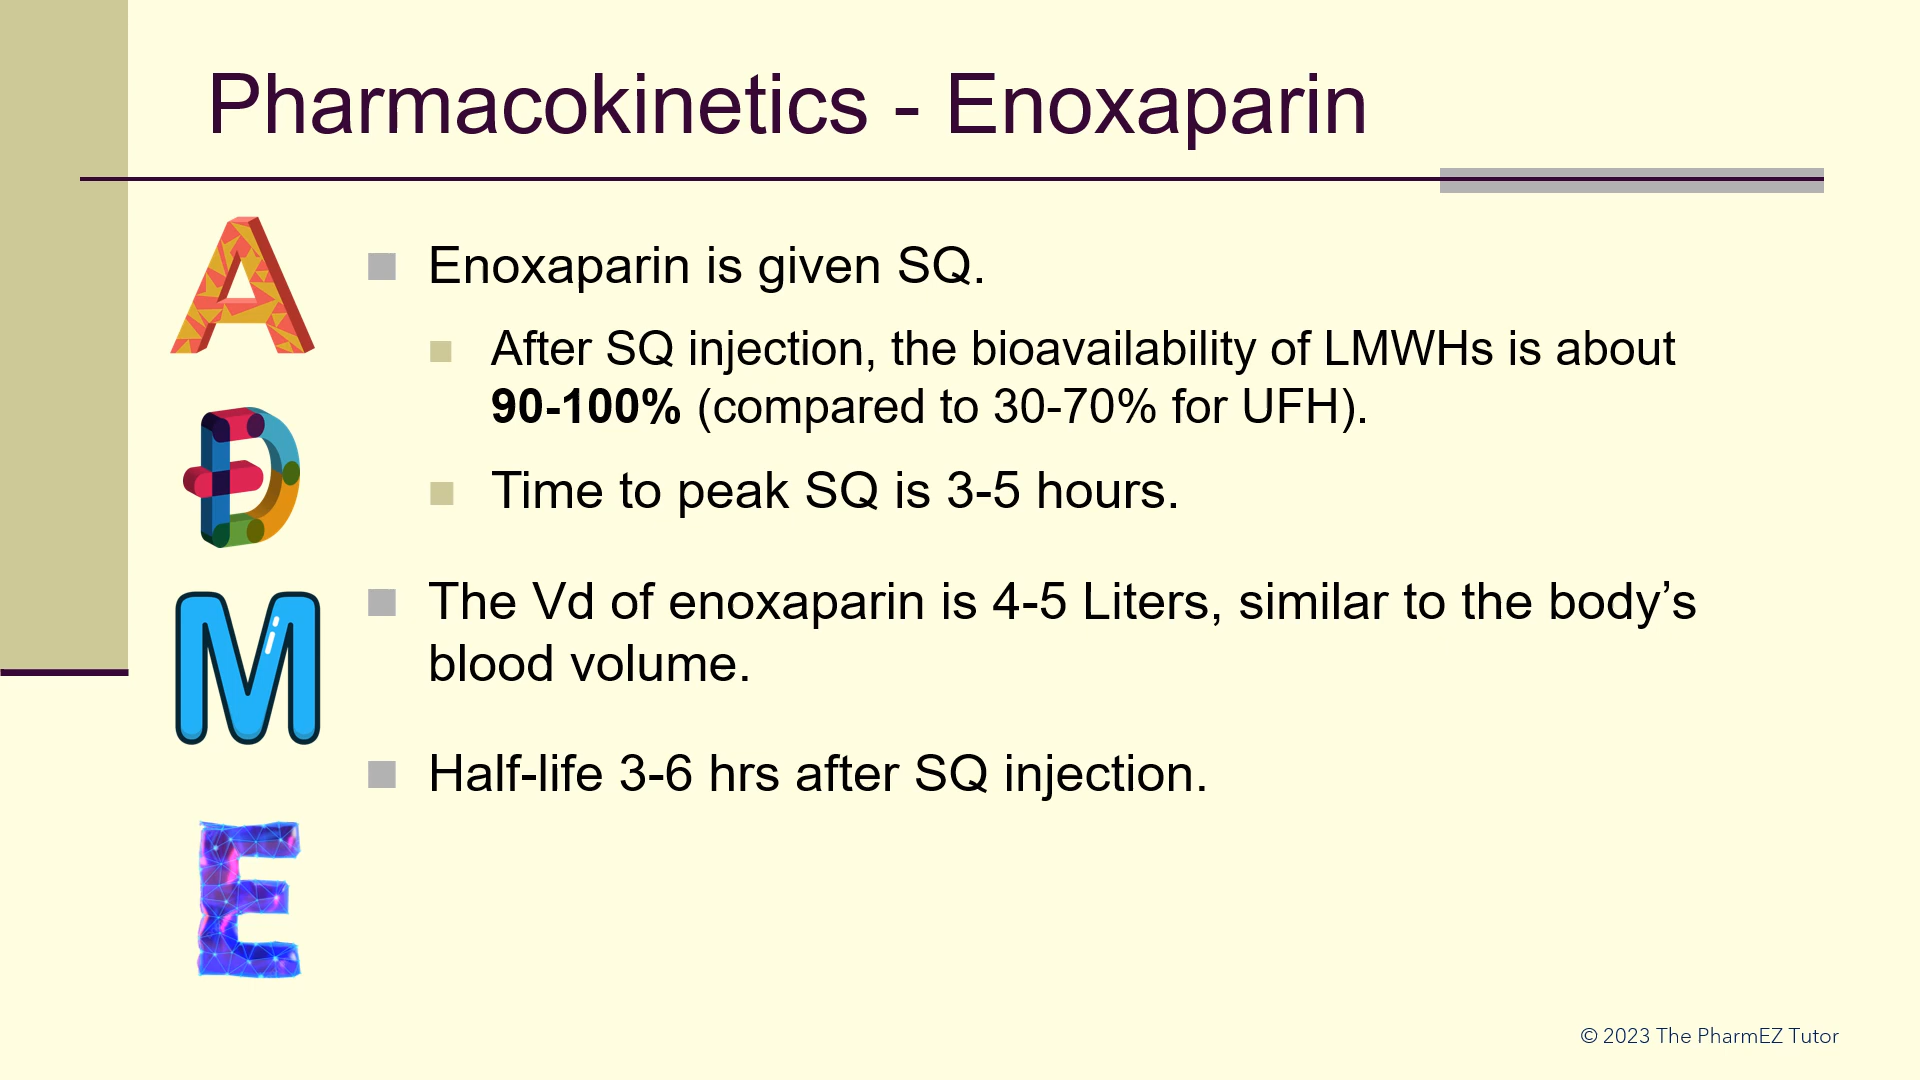 Pharmacokinetics - Enoxaparin
A
Enoxaparin is given SQ.
After SQ injection, the bioavailability of LMWHs is about
90-100% (compared to 30-70% for UFH).
D
Time to peak SQ is 3-5 hours.
M
The Vd of enoxaparin is 4-5 Liters, similar to the body’s
blood volume.
Half-life 3-6 hrs after SQ injection.
E
© 2023 The PharmEZ Tutor